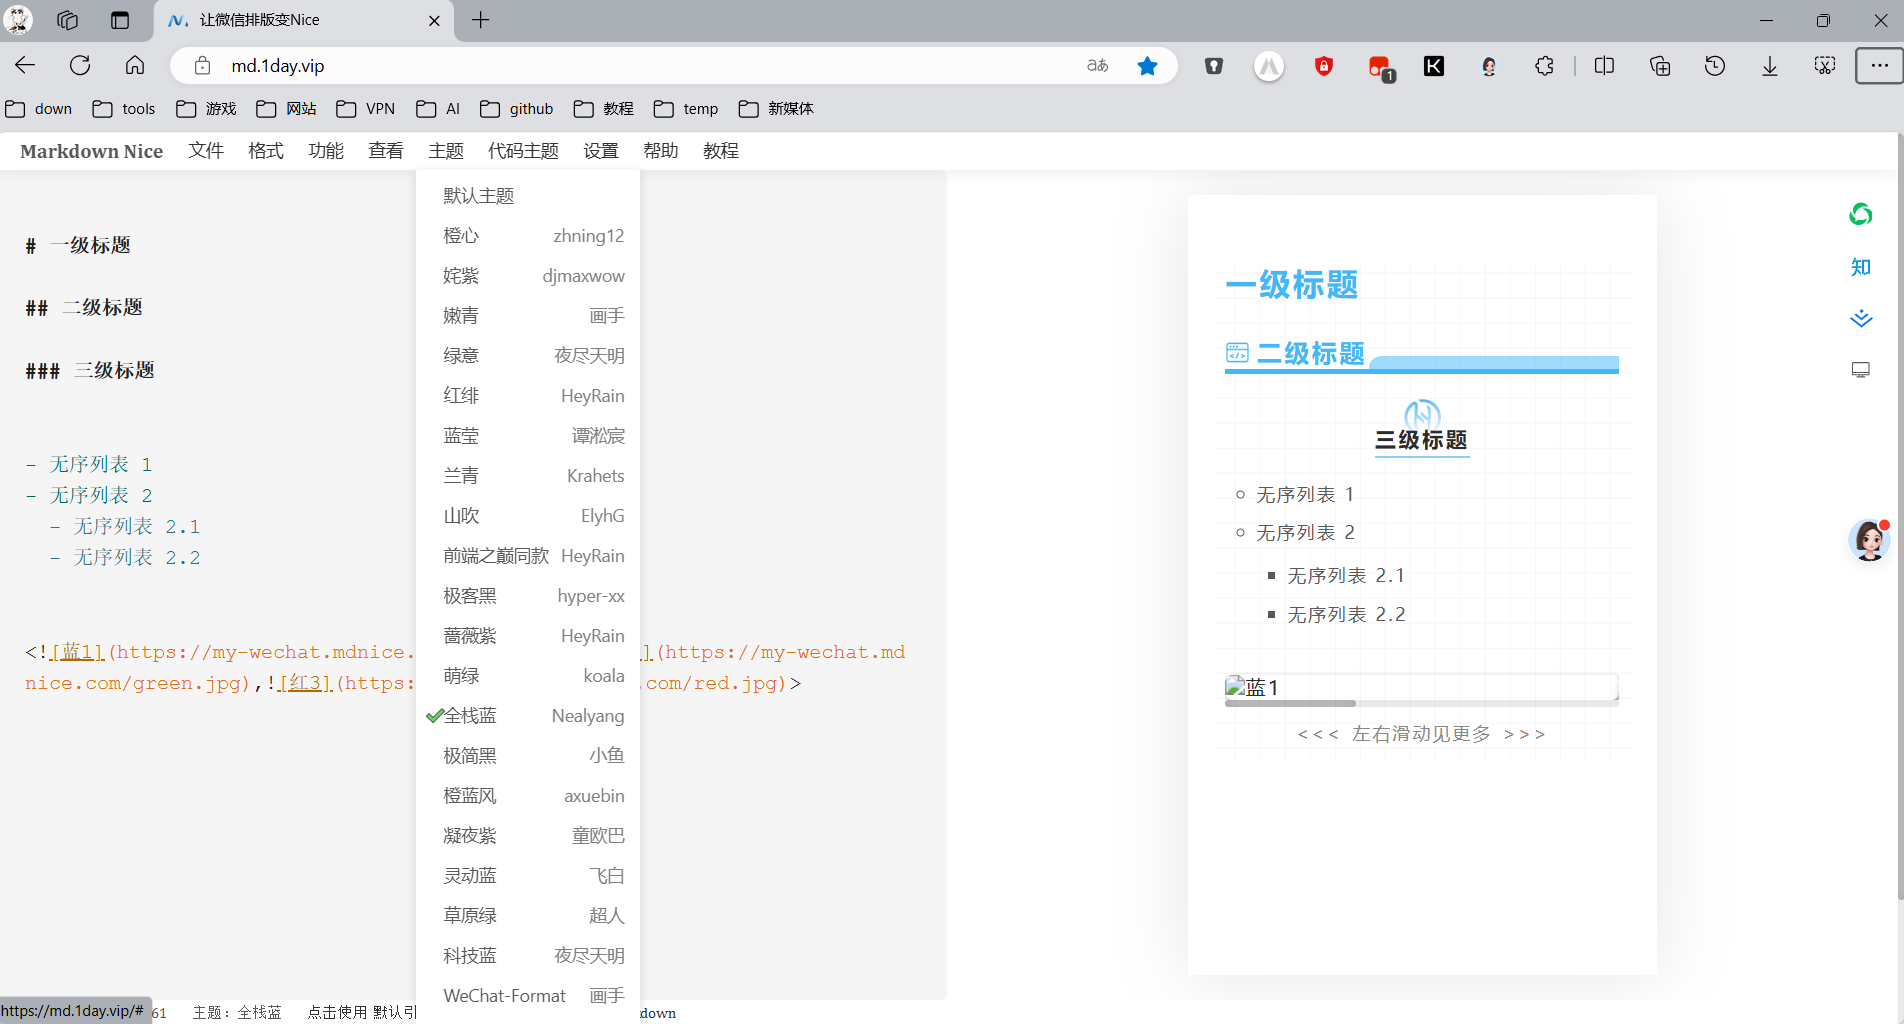 让微信排版变Nice
md.1day.vip
aあ
1
down
tools
游戏
网站
VPN
AI
github
教程
temp
新媒体
Markdown Nice 文件 格式 功能 查看 主题 代码主题 设置 帮助 教程
# 一级标题
## 二级标题
### 三级标题
- 无序列表 1
- 无序列表 2
- 无序列表 2.1
- 无序列表 2.2
<![蓝1](https://my-wechat.mdnice.
](https://my-wechat.md
nice.com/green.jpg),![红3](https:
.com/red.jpg)>
默认主题
橙心 zhning12
姹紫 djmaxwow
嫩青 画手
绿意 夜尽天明
红绯 HeyRain
蓝莹 谭淞宸
兰青 Krahets
山吹 ElyhG
前端之巅同款 HeyRain
极客黑 hyper-xx
蔷薇紫 HeyRain
萌绿 koala
全栈蓝 Nealyang
极简黑 小鱼
橙蓝风 axuebin
凝夜紫 童欧巴
灵动蓝 飞白
草原绿 超人
科技蓝 夜尽天明
WeChat-Format 画手
一级标题
二级标题
三级标题
无序列表 1
无序列表 2
无序列表 2.1
无序列表 2.2
蓝1
<<< 左右滑动见更多 >>>
知
https://md.1day.vip/#
61
主题：全栈蓝
点击使用 默认引
down